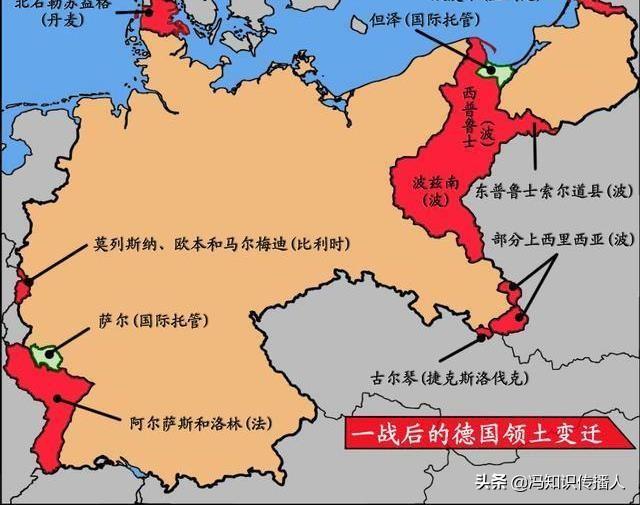 北石勒苏益格
(丹麦)
但泽(国际托管)
西普鲁士
(波)
波兹南
(波)
东普鲁士索尔道县(波)
莫列斯纳、欧本和马尔梅迪(比利时)
部分上西里西亚(波)
萨尔(国际托管)
古尔琴(捷克斯洛伐克)
阿尔萨斯和洛林(法)
一战后的德国领土变迁
头条 @冯知识传播人